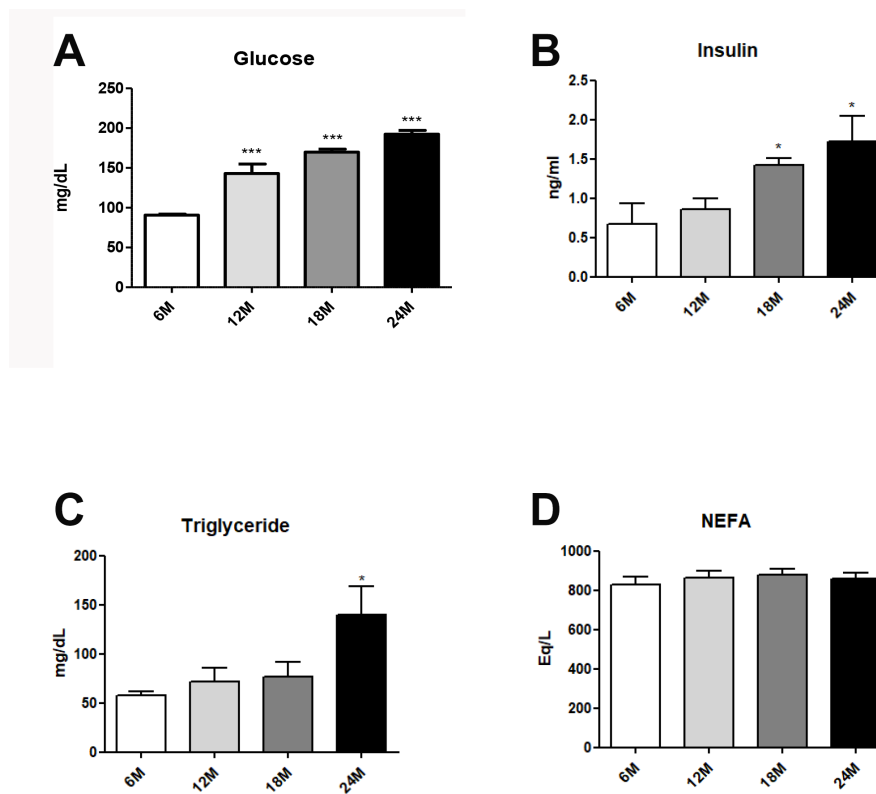 A
Glucose
mg/dL
250
200
150
100
50
0
***
***
***
6M
12M
18M
24M
B
Insulin
ng/ml
2.5
2.0
1.5
1.0
0.5
0.0
*
*
6M
12M
18M
24M
C
Triglyceride
mg/dL
200
150
100
50
0
*
6M
12M
18M
24M
D
NEFA
Eq/L
1000
800
600
400
200
0
6M
12M
18M
24M